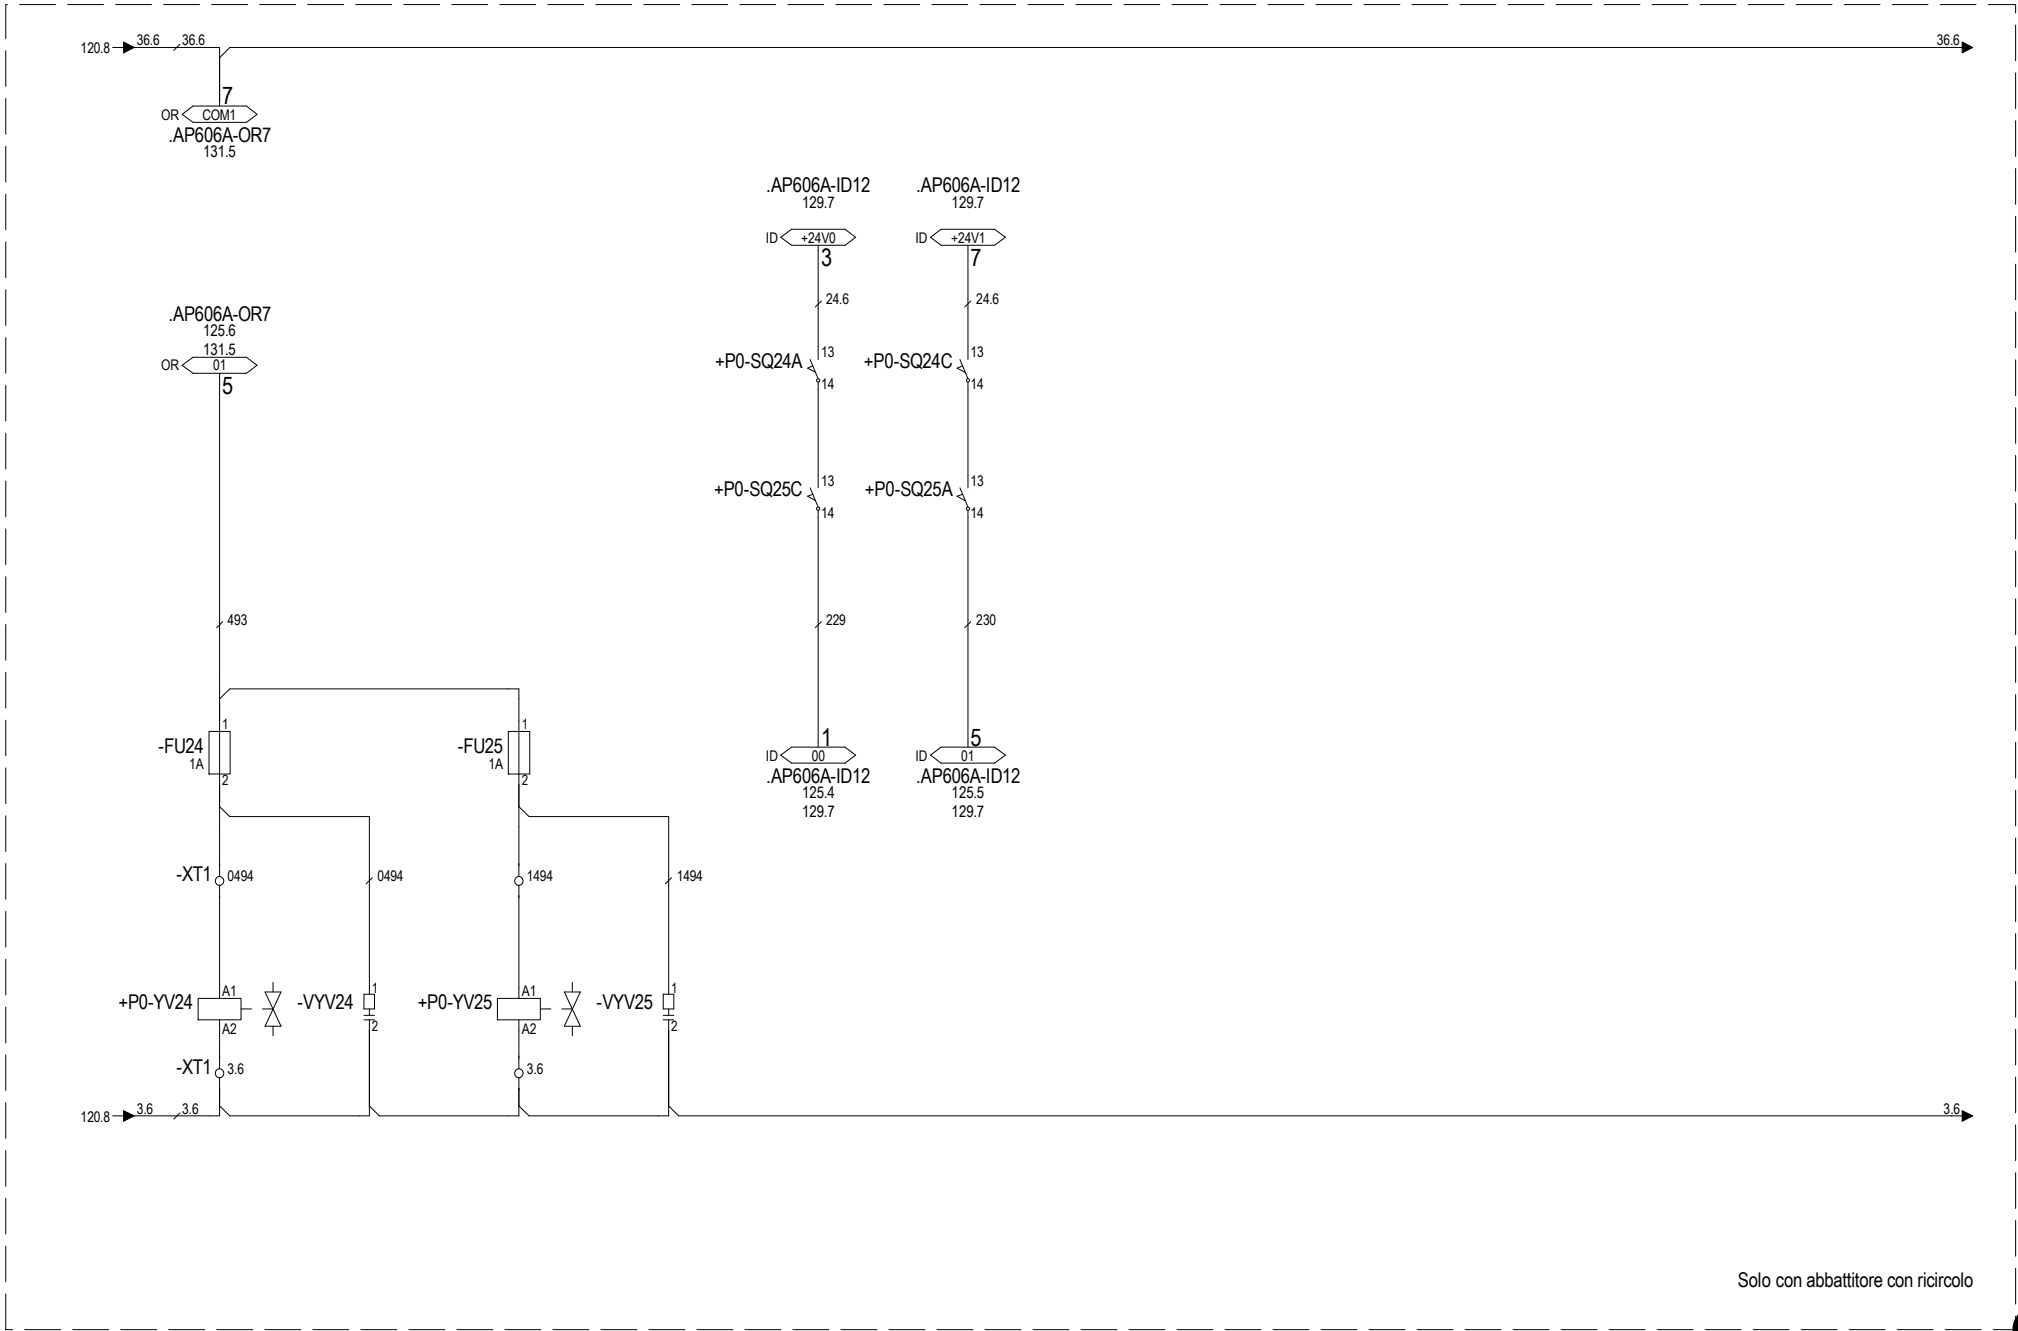 120.8 36.6 36.6 36.6
7
OR COM1
.AP606A-OR7
131.5
.AP606A-ID12 .AP606A-ID12
129.7 129.7
ID +24V0 ID +24V1
3 7
24.6 24.6
.AP606A-OR7
125.6
131.5
OR 01
5
+P0-SQ24A 13 14 +P0-SQ24C 13 14
+P0-SQ25C 13 14 +P0-SQ25A 13 14
493 229 230
-FU24 1A 1 2 -FU25 1A 1 2
1 5
ID 00 ID 01
.AP606A-ID12 .AP606A-ID12
125.4 125.5
129.7 129.7
-XT1 0494 0494 1494 1494
+P0-YV24 A1 A2 -VYV24 1 2 +P0-YV25 A1 A2 -VYV25 1 2
-XT1 3.6 3.6
120.8 3.6 3.6 3.6
Solo con abbattitore con ricircolo